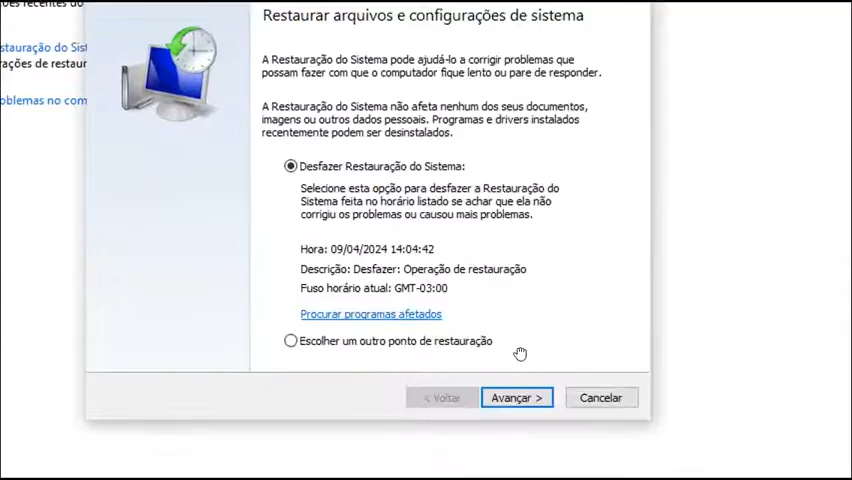 ões recentes do
Restaurar arquivos e configurações de sistema
stauração do Sist
rações de restaur
oblemas no com
A Restauração do Sistema pode ajudá-lo a corrigir problemas que
possam fazer com que o computador fique lento ou pare de responder.
A Restauração do Sistema não afeta nenhum dos seus documentos,
imagens ou outros dados pessoais. Programas e drivers instalados
recentemente podem ser desinstalados.
Desfazer Restauração do Sistema:
Selecione esta opção para desfazer a Restauração do
Sistema feita no horário listado se achar que ela não
corrigiu os problemas ou causou mais problemas.
Hora: 09/04/2024 14:04:42
Descrição: Desfazer: Operação de restauração
Fuso horário atual: GMT-03:00
Procurar programas afetados
Escolher um outro ponto de restauração
< Voltar
Avançar >
Cancelar